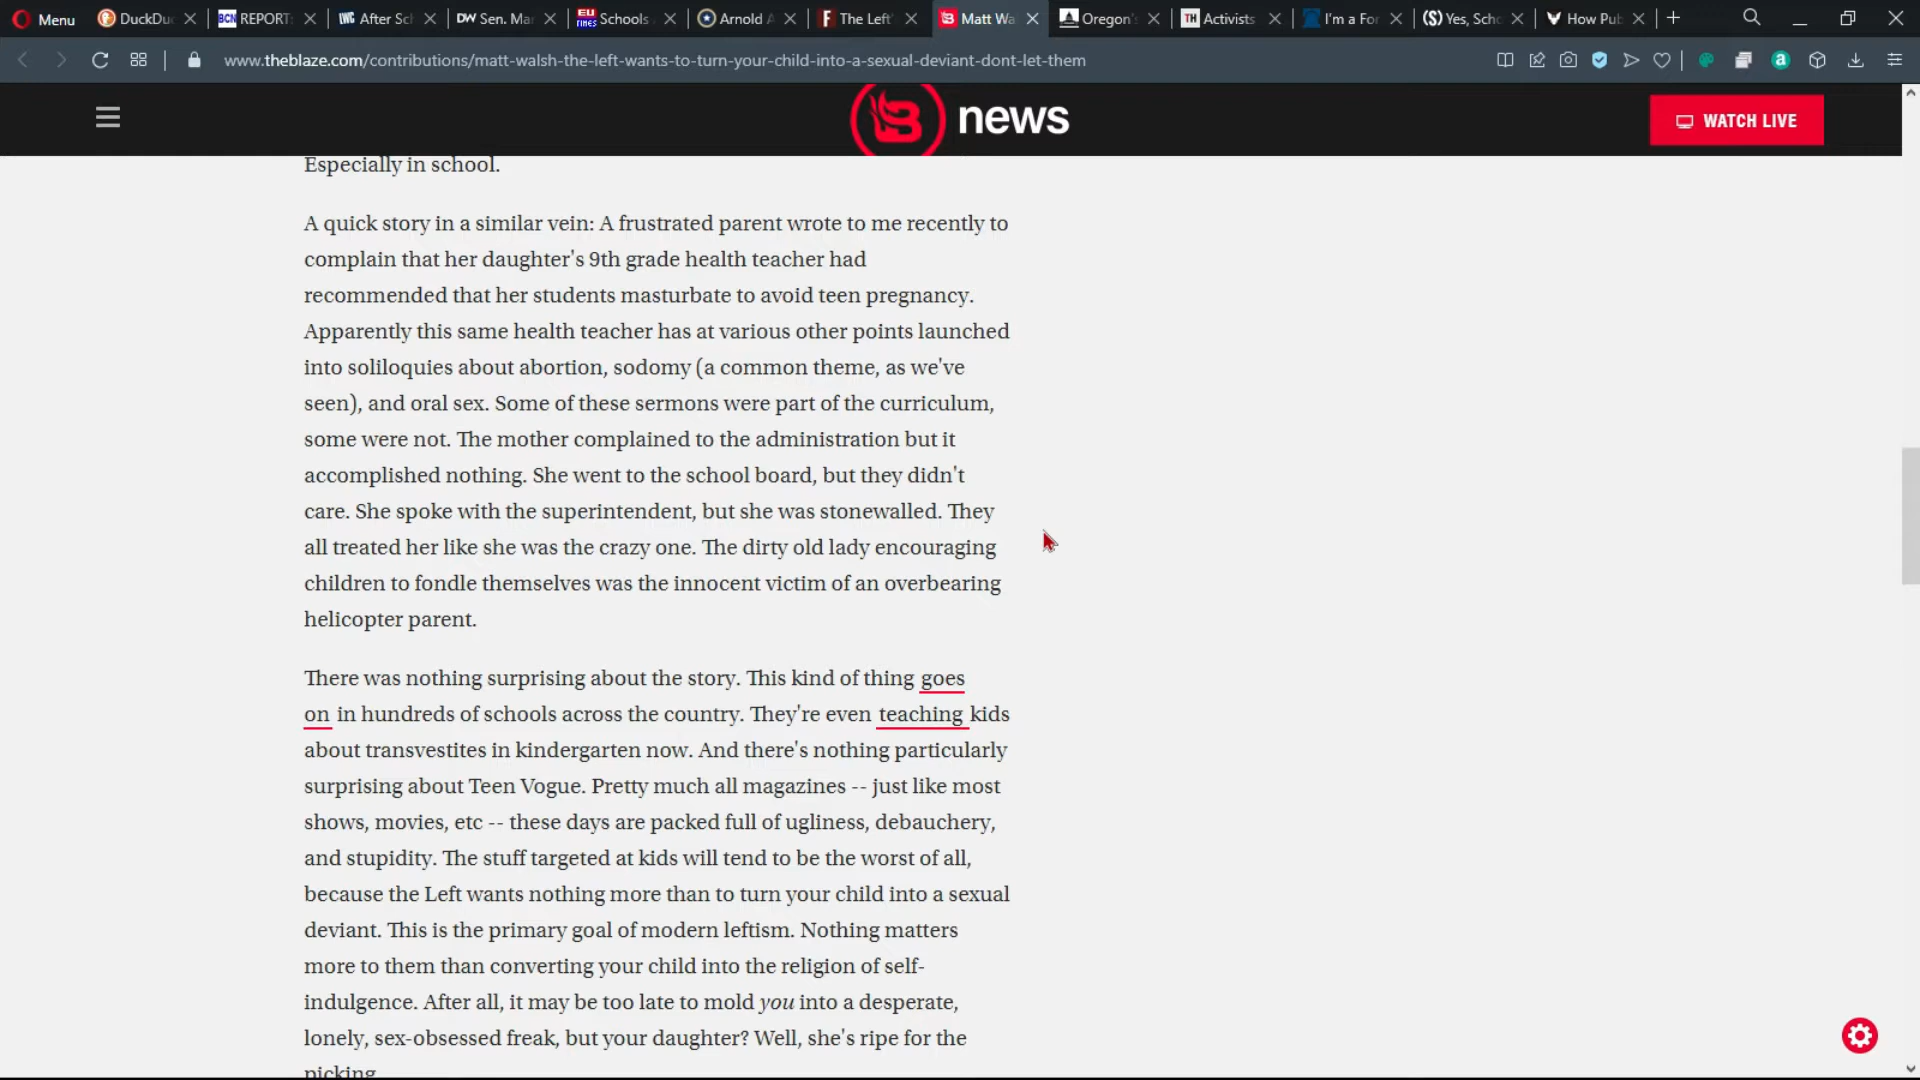 Menu
DuckDu
BCN REPORT:
IWC After Scl
DW Sen. Ma
EU TIMES Schools
Arnold A
F The Left'
Matt Wa
Oregon'
TH Activists
I'm a For
(S) Yes, Scho
How Pub
www.theblaze.com/contributions/matt-walsh-the-left-wants-to-turn-your-child-into-a-sexual-deviant-dont-let-them
a
B news
WATCH LIVE
Especially in school.
A quick story in a similar vein: A frustrated parent wrote to me recently to
complain that her daughter's 9th grade health teacher had
recommended that her students masturbate to avoid teen pregnancy.
Apparently this same health teacher has at various other points launched
into soliloquies about abortion, sodomy (a common theme, as we've
seen), and oral sex. Some of these sermons were part of the curriculum,
some were not. The mother complained to the administration but it
accomplished nothing. She went to the school board, but they didn't
care. She spoke with the superintendent, but she was stonewalled. They
all treated her like she was the crazy one. The dirty old lady encouraging
children to fondle themselves was the innocent victim of an overbearing
helicopter parent.
There was nothing surprising about the story. This kind of thing goes
on in hundreds of schools across the country. They're even teaching kids
about transvestites in kindergarten now. And there's nothing particularly
surprising about Teen Vogue. Pretty much all magazines -- just like most
shows, movies, etc -- these days are packed full of ugliness, debauchery,
and stupidity. The stuff targeted at kids will tend to be the worst of all,
because the Left wants nothing more than to turn your child into a sexual
deviant. This is the primary goal of modern leftism. Nothing matters
more to them than converting your child into the religion of self-
indulgence. After all, it may be too late to mold you into a desperate,
lonely, sex-obsessed freak, but your daughter? Well, she's ripe for the
picking.